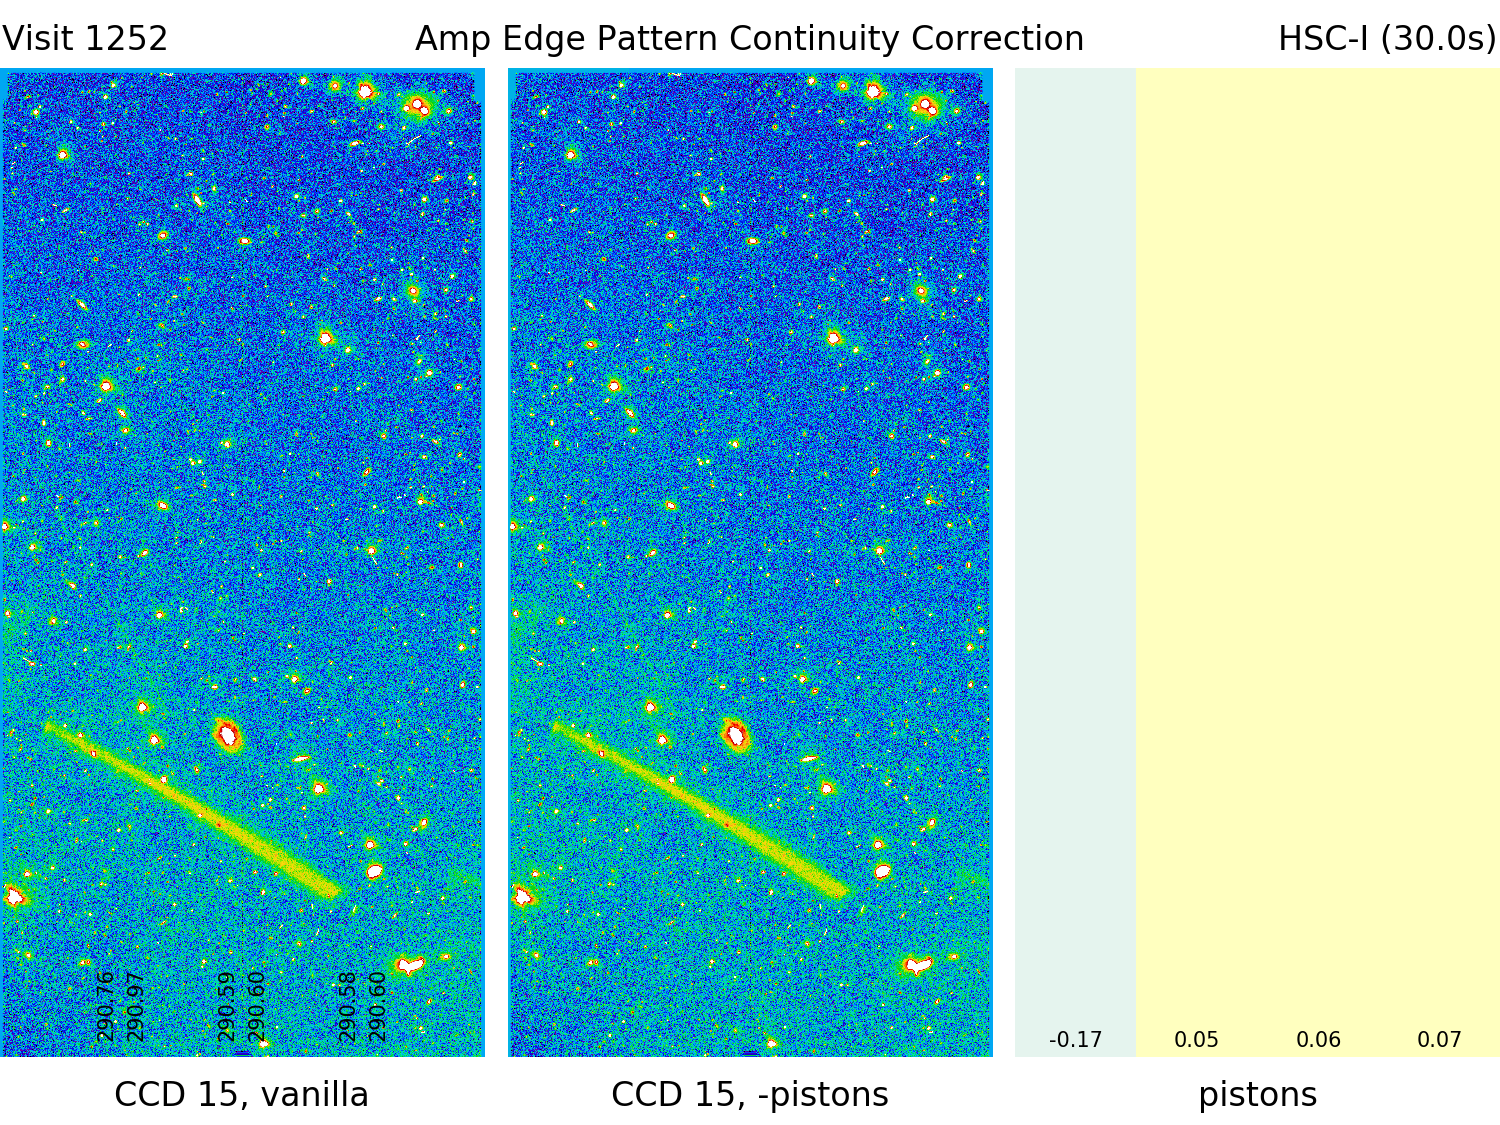 Visit 1252 Amp Edge Pattern Continuity Correction HSC-I (30.0s)
290.76 290.97 290.59 290.60 290.58 290.60
-0.17 0.05 0.06 0.07
CCD 15, vanilla CCD 15, -pistons pistons